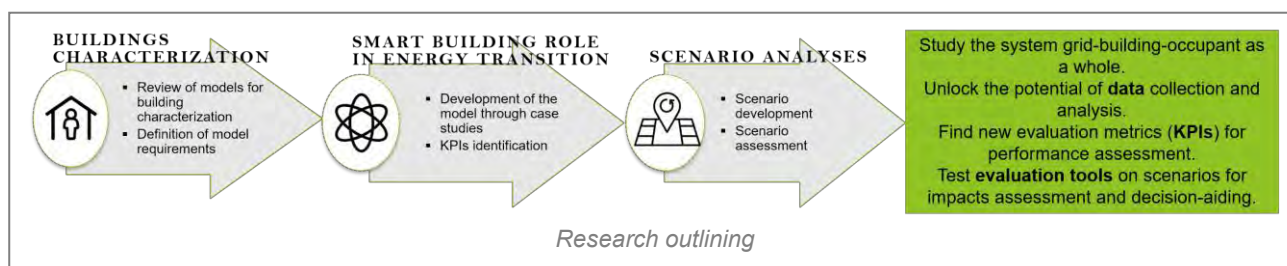 BUILDINGS
CHARACTERIZATION
▪ Review of models for
building
characterization
▪ Definition of model
requirements
SMART BUILDING ROLE
IN ENERGY TRANSITION
▪ Development of the
model through case
studies
▪ KPIs identification
SCENARIO ANALYSES
▪ Scenario
development
▪ Scenario
assessment
Study the system grid-building-occupant as
a whole.
Unlock the potential of data collection and
analysis.
Find new evaluation metrics (KPIs) for
performance assessment.
Test evaluation tools on scenarios for
impacts assessment and decision-aiding.
Research outlining